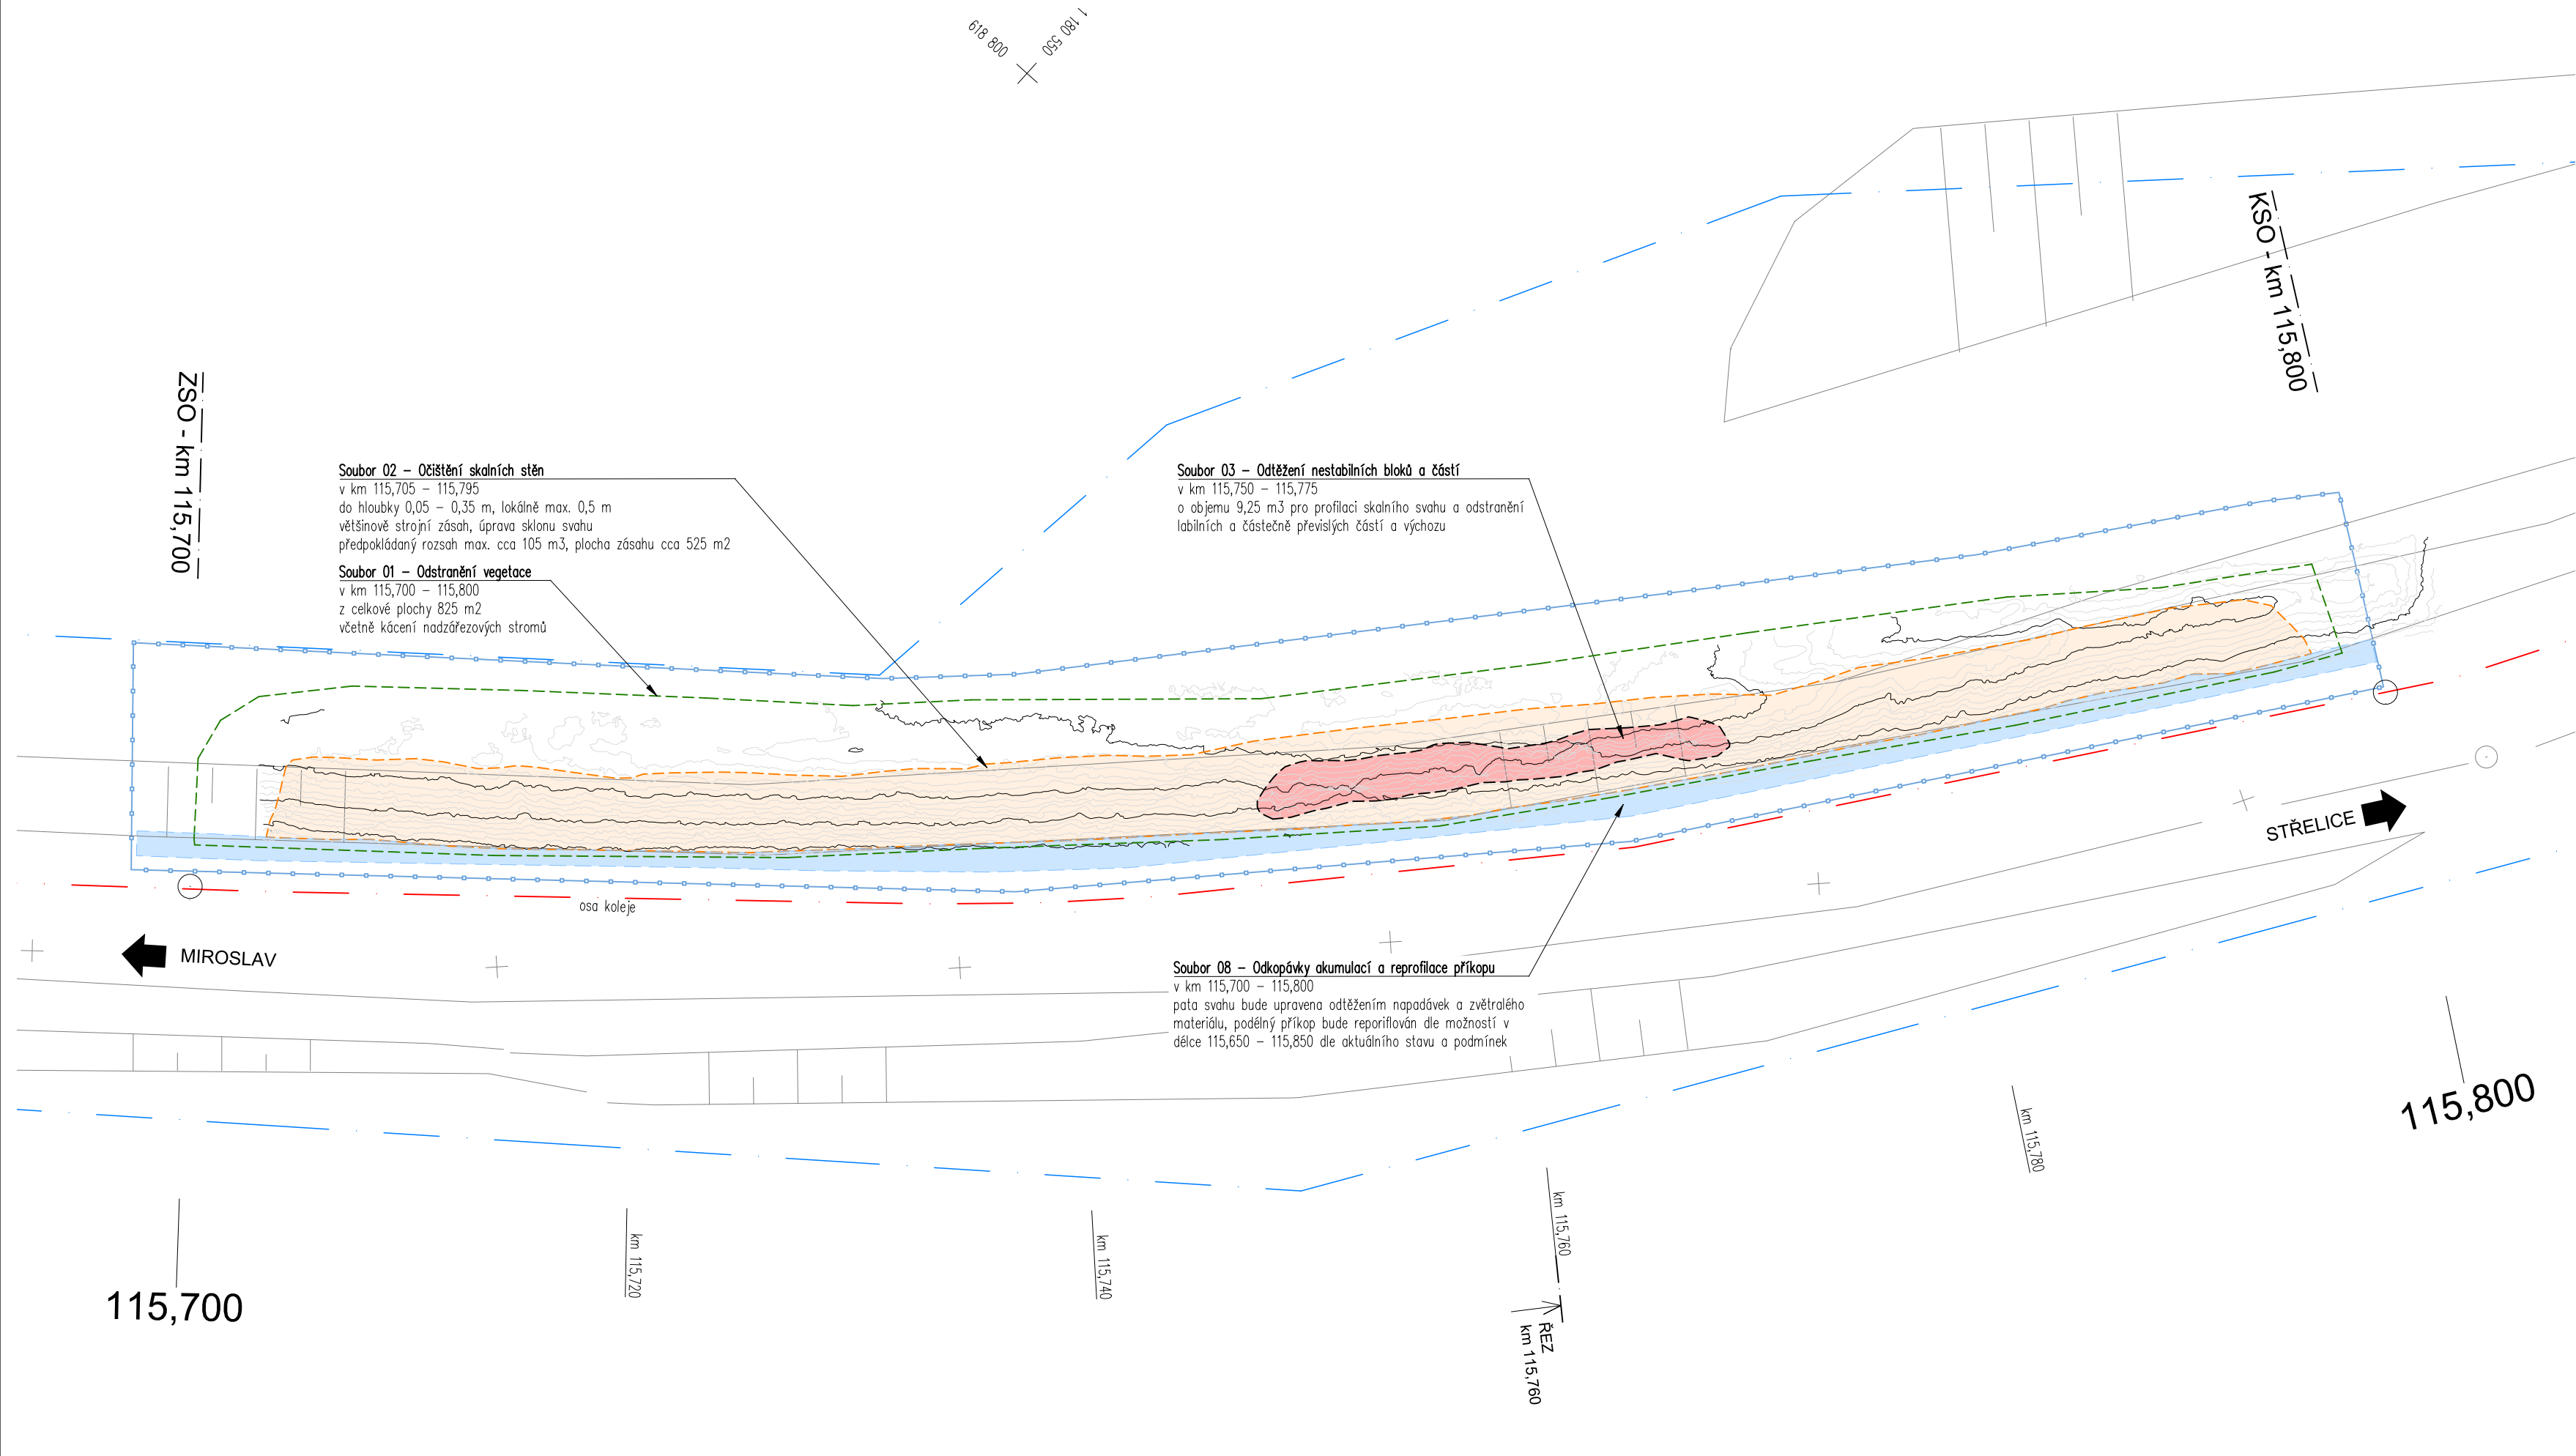 619 800
1 180 550
KSO - km 115,800
ZSO - km 115,700
Soubor 02 – Očištění skalních stěn
v km 115,705 – 115,795
do hloubky 0,05 – 0,35 m, lokálně max. 0,5 m
většinově strojní zásah, úprava sklonu svahu
předpokládaný rozsah max. cca 105 m3, plocha zásahu cca 525 m2
Soubor 01 – Odstranění vegetace
v km 115,700 – 115,800
z celkové plochy 825 m2
včetně kácení nadzářezových stromů
Soubor 03 – Odtěžení nestabilních bloků a částí
v km 115,750 – 115,775
o objemu 9,25 m3 pro profilaci skalního svahu a odstranění
labilních a částečně převislých částí a výchozu
osa koleje
STŘELICE
MIROSLAV
Soubor 08 – Odkopávky akumulací a reprofilace příkopu
v km 115,700 – 115,800
pata svahu bude upravena odtěžením napadávek a zvětralého
materiálu, podélný příkop bude reporiflován dle možností v
délce 115,650 – 115,850 dle aktuálního stavu a podmínek
115,800
km 115,780
km 115,760
km 115,740
km 115,720
115,700
ŘEZ
km 115,760